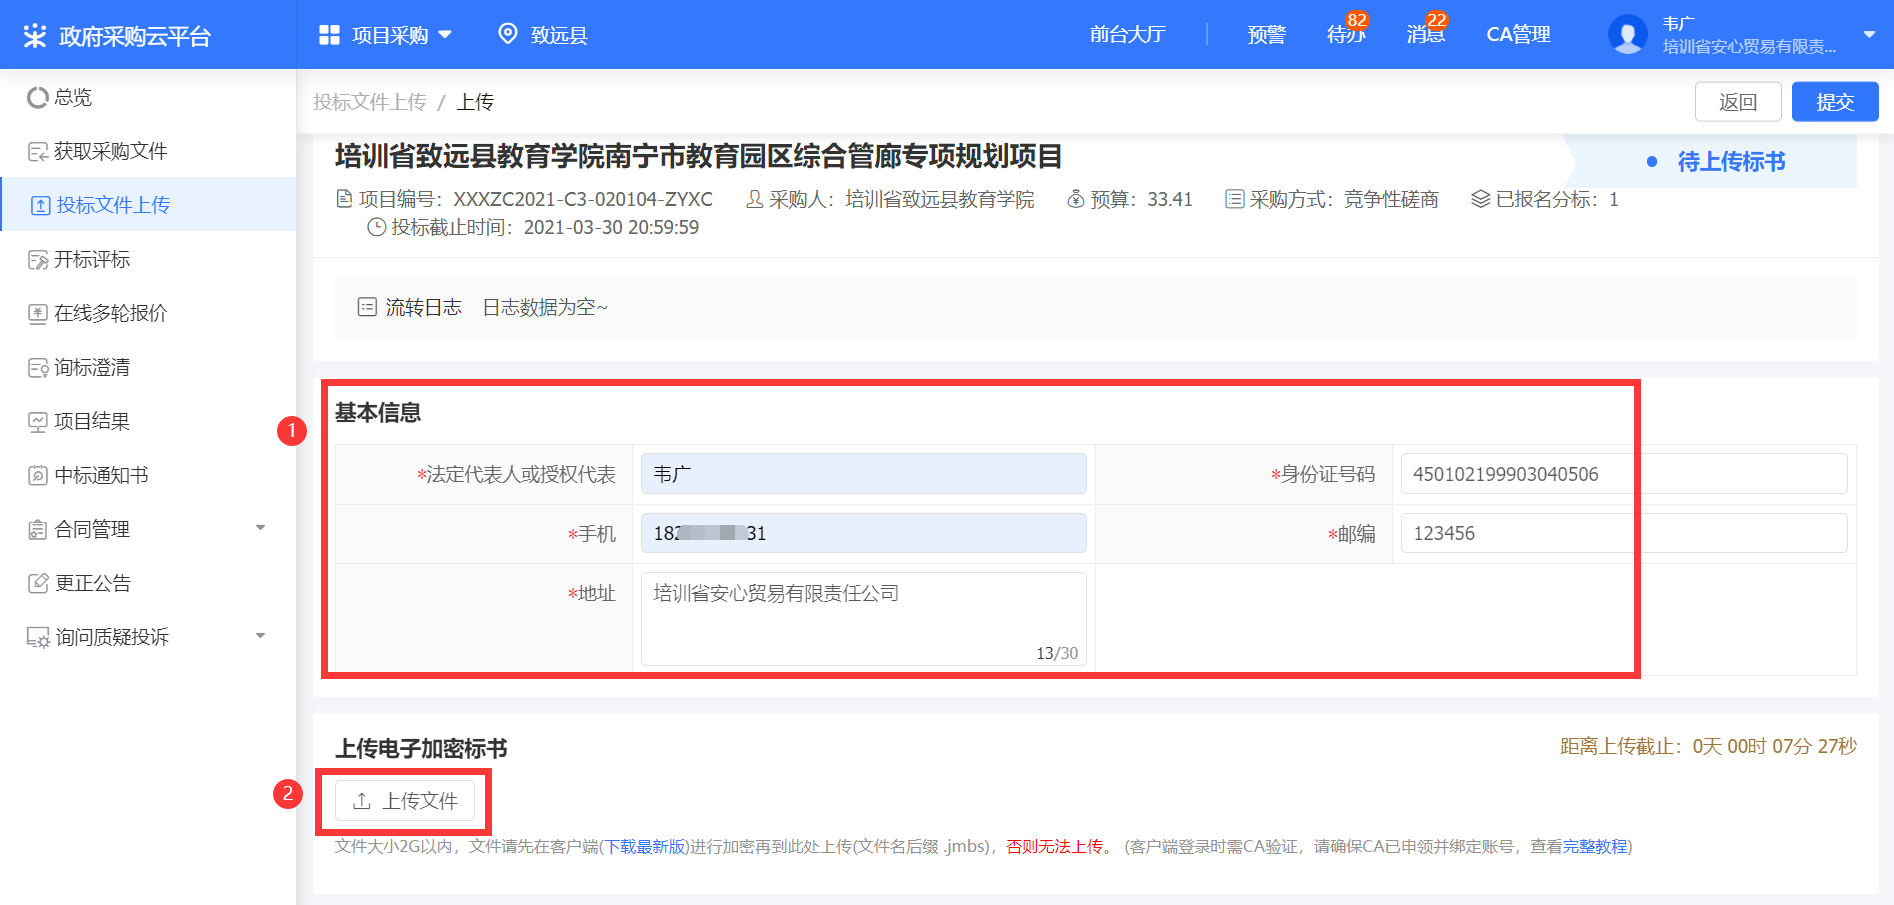 政府采购云平台
项目采购
致远县
前台大厅
预警
待办
82
消息
22
CA管理
韦广
培训省安心贸易有限责...
总览
获取采购文件
投标文件上传
开标评标
在线多轮报价
询标澄清
项目结果
中标通知书
合同管理
更正公告
询问质疑投诉
投标文件上传 / 上传
返回
提交
培训省致远县教育学院南宁市教育园区综合管廊专项规划项目
待上传标书
项目编号：XXXZC2021-C3-020104-ZYXC 采购人：培训省致远县教育学院 预算：33.41 采购方式：竞争性磋商 已报名分标：1
投标截止时间：2021-03-30 20:59:59
流转日志 日志数据为空~
1
基本信息
*法定代表人或授权代表 韦广 *身份证号码 450102199903040506
*手机 182 31 *邮编 123456
*地址 培训省安心贸易有限责任公司
13/30
上传电子加密标书
距离上传截止：0天 00时 07分 27秒
2
上传文件
文件大小2G以内，文件请先在客户端(下载最新版)进行加密再到此处上传(文件名后缀 .jmbs)，否则无法上传。 (客户端登录时需CA验证，请确保CA已申领并绑定账号，查看完整教程)